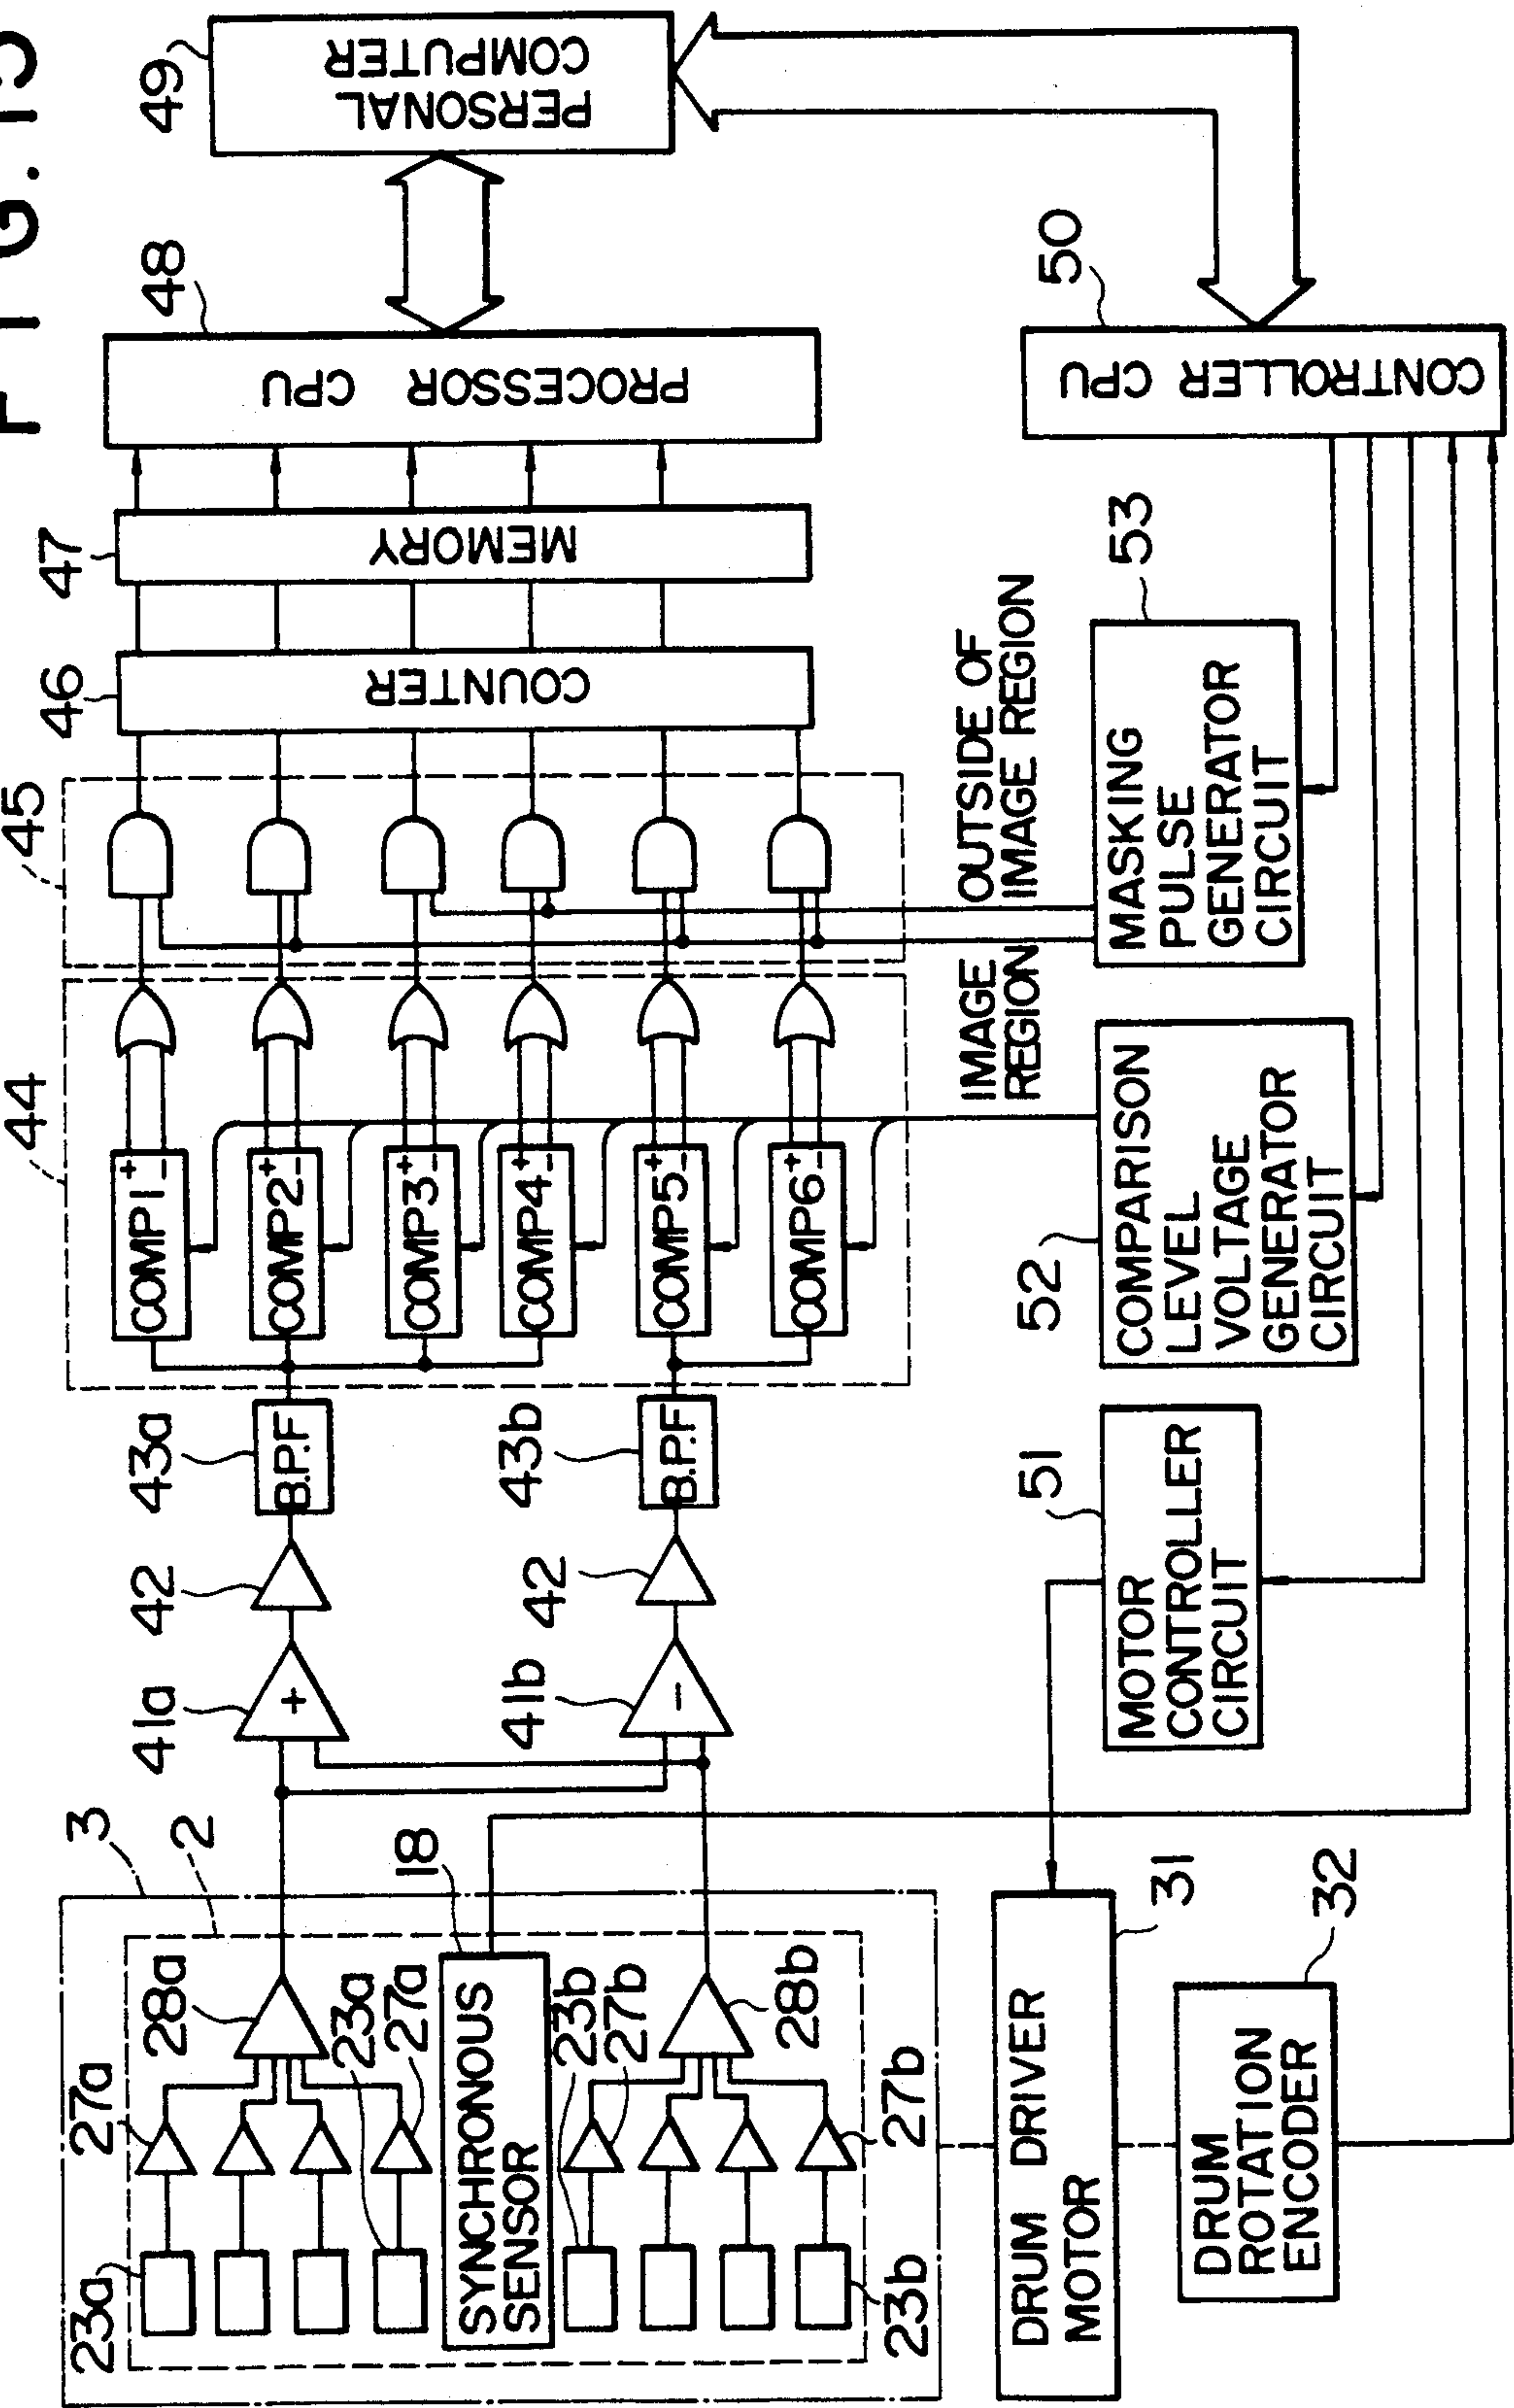 FIG. 15
3
2
23a
27a
28a
23a
27a
18
SYNCHRONOUS
SENSOR
23b
27b
28b
27b
23b
41a
+
42
43a
B.P.F
41b
−
42
43b
B.P.F
44
COMP1
+
−
COMP2
+
−
COMP3
+
−
COMP4
+
−
COMP5
+
−
COMP6
+
−
45
46
COUNTER
47
MEMORY
48
PROCESSOR CPU
49
PERSONAL
COMPUTER
IMAGE
REGION
OUTSIDE OF
IMAGE REGION
DRUM DRIVER
MOTOR
31
DRUM
ROTATION
ENCODER
32
MOTOR
CONTROLLER
CIRCUIT
51
COMPARISON
LEVEL
VOLTAGE
GENERATOR
CIRCUIT
52
MASKING
PULSE
GENERATOR
CIRCUIT
53
CONTROLLER CPU
50